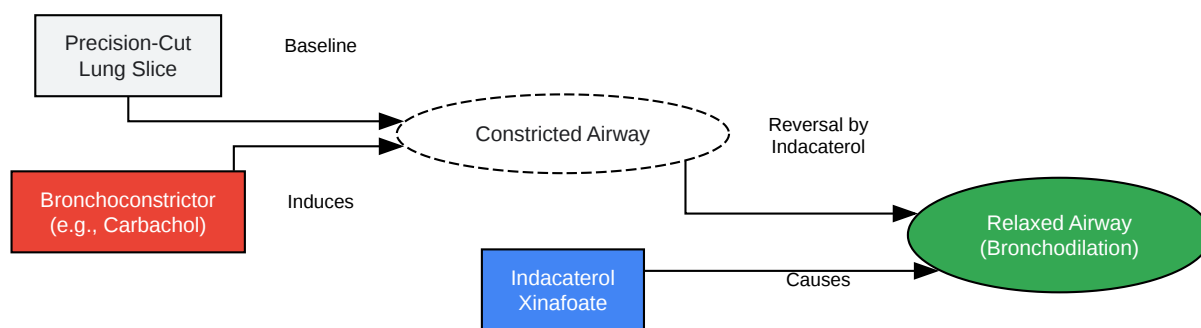 Precision-Cut
Lung Slice
Baseline
Constricted Airway
Reversal by
Indacaterol
Bronchoconstrictor
(e.g., Carbachol)
Induces
Relaxed Airway
(Bronchodilation)
Indacaterol
Xinafoate
Causes